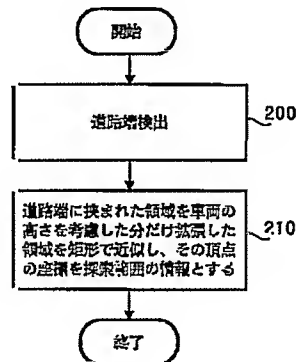 開始
道路端検出
200
道路端に挟まれた領域を車両の
高さを考慮した分だけ拡張した
領域を矩形で近似し、その頂点
の座標を探索範囲の情報とする
210
終了